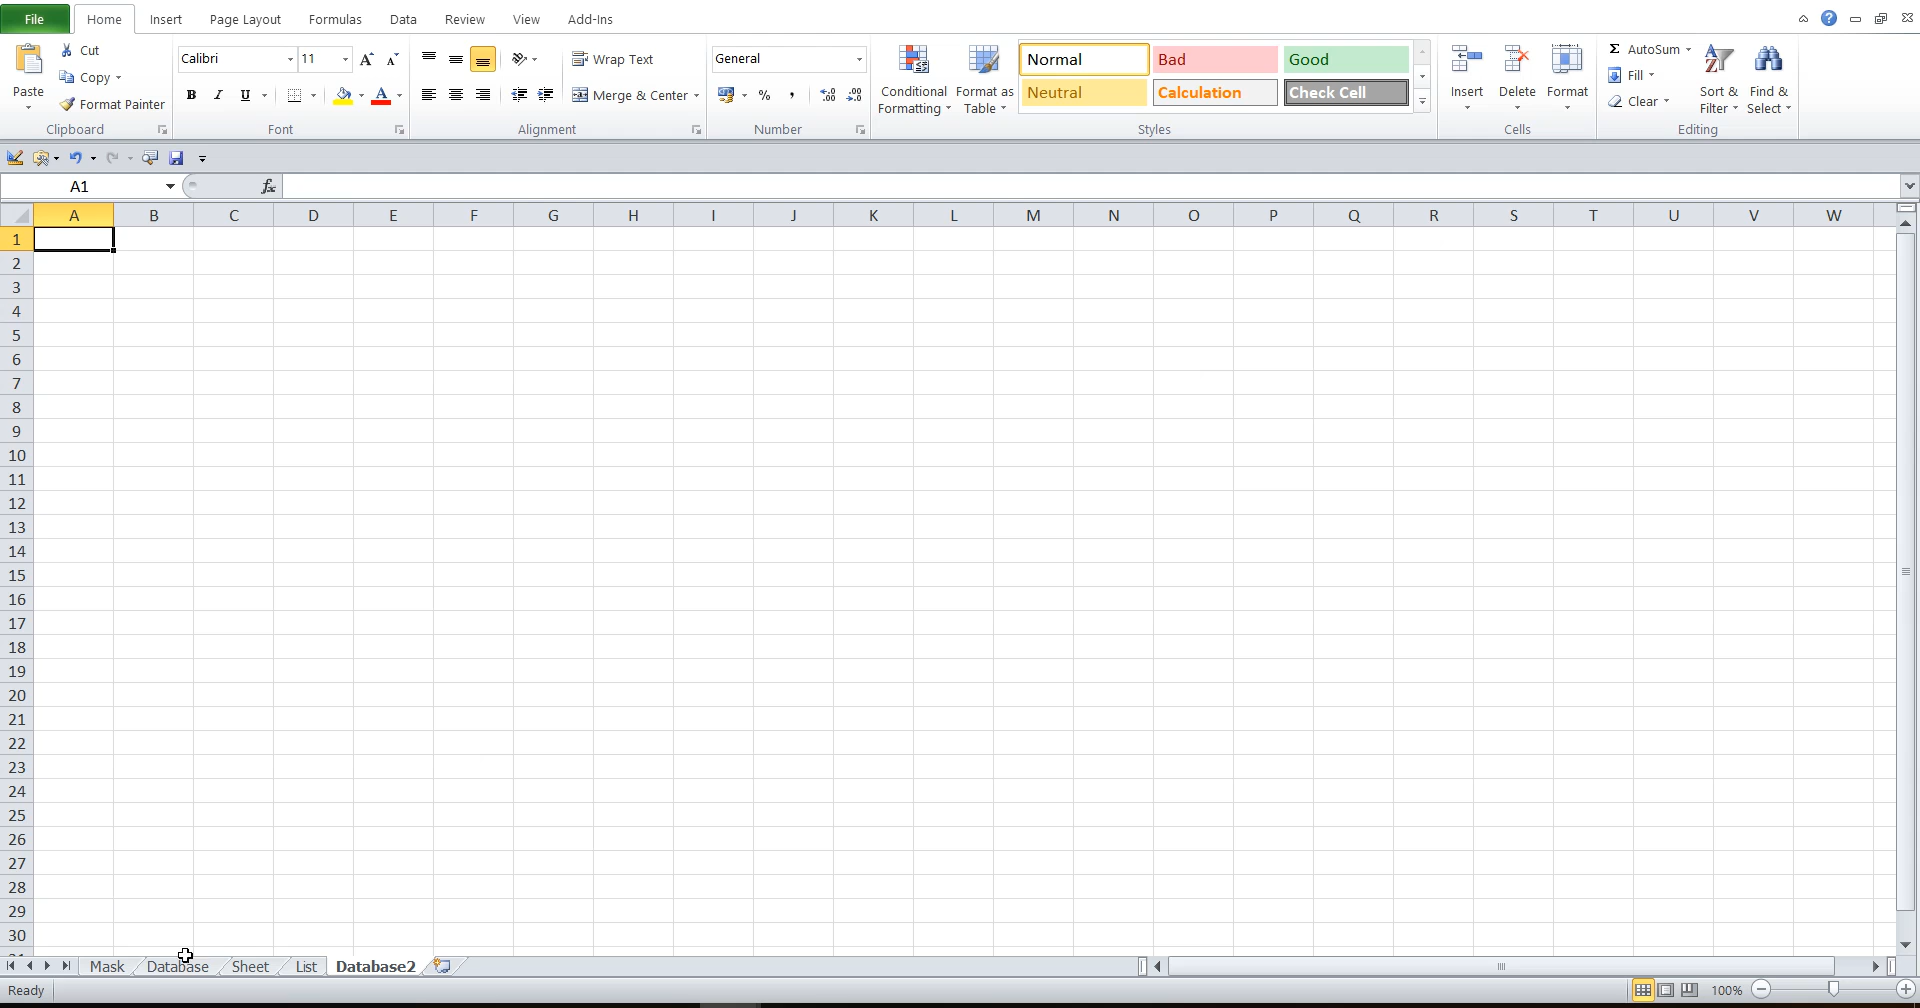 File Home Insert Page Layout Formulas Data Review View Add-Ins
Paste
Cut
Copy
Format Painter
Clipboard
Calibri 11
B I U
Font
Wrap Text
Merge & Center
Alignment
General
%
Number
Conditional Formatting
Format as Table
Normal Bad Good
Neutral Calculation Check Cell
Styles
Insert Delete Format
Cells
Σ AutoSum
Fill
Clear
Sort & Filter
Find & Select
Editing
A1 fx
A B C D E F G H I J K L M N O P Q R S T U V W
1
2
3
4
5
6
7
8
9
10
11
12
13
14
15
16
17
18
19
20
21
22
23
24
25
26
27
28
29
30
Mask Database Sheet List Database2
Ready 100%